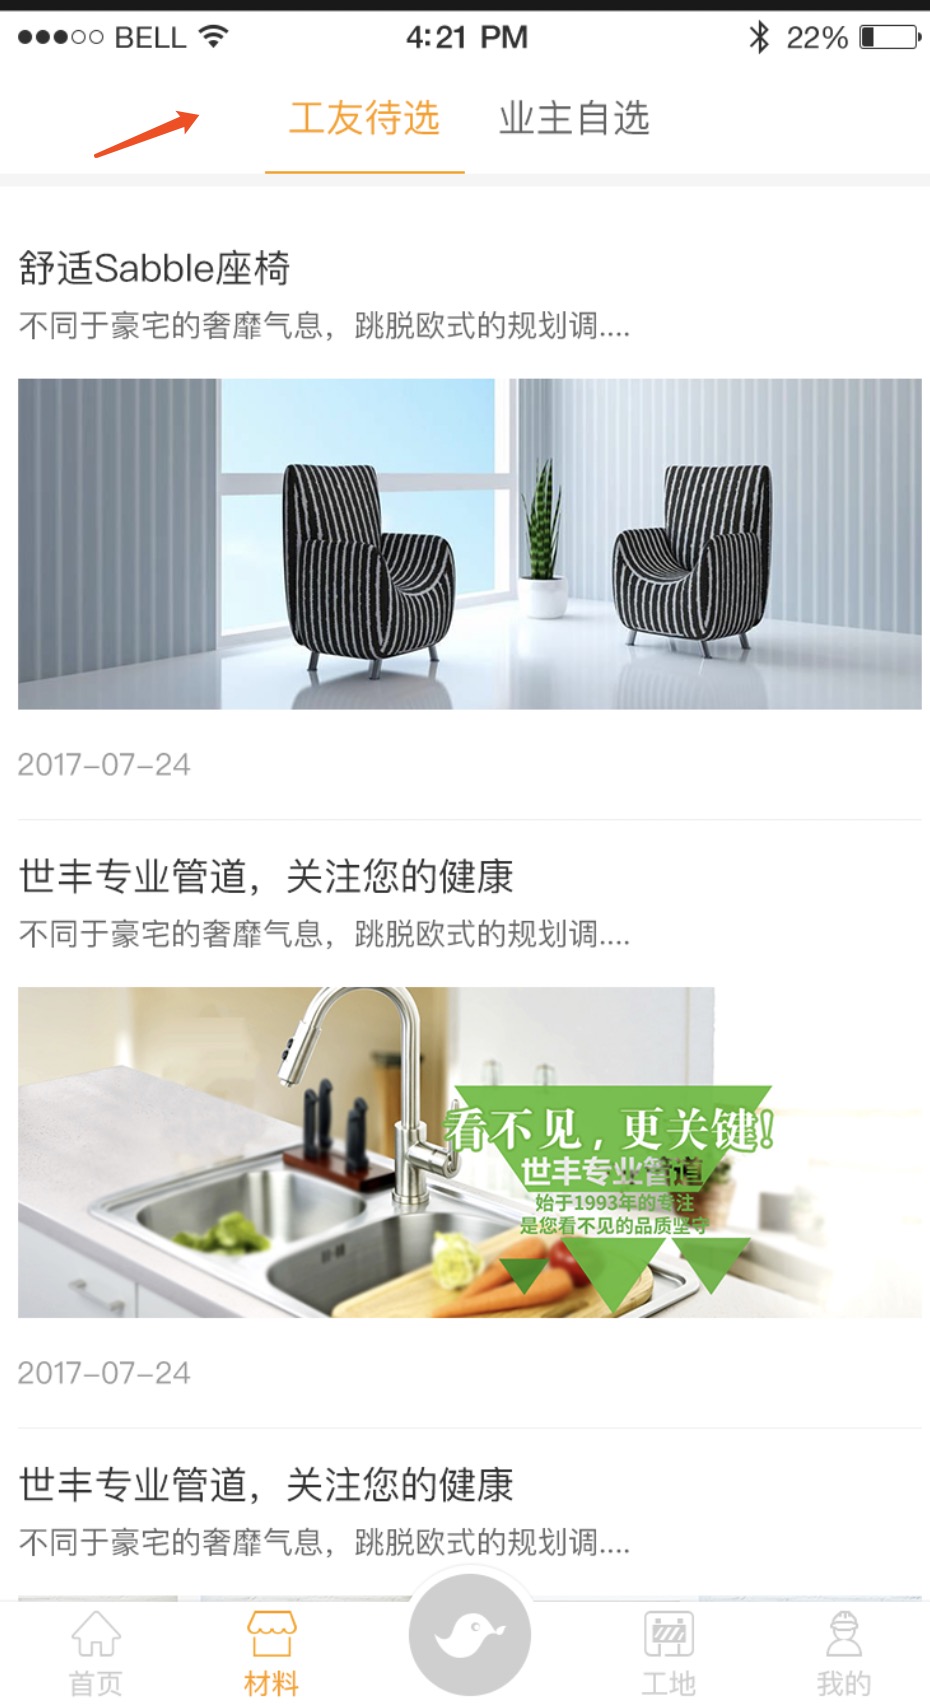 BELL 4:21 PM 22%
工友待选 业主自选
舒适Sabble座椅
不同于豪宅的奢靡气息，跳脱欧式的规划调....
2017-07-24
世丰专业管道，关注您的健康
不同于豪宅的奢靡气息，跳脱欧式的规划调....
看不见，更关键！
世丰专业管道
始于1993年的专注
是您看不见的品质坚守
2017-07-24
世丰专业管道，关注您的健康
不同于豪宅的奢靡气息，跳脱欧式的规划调....
首页 材料 工地 我的